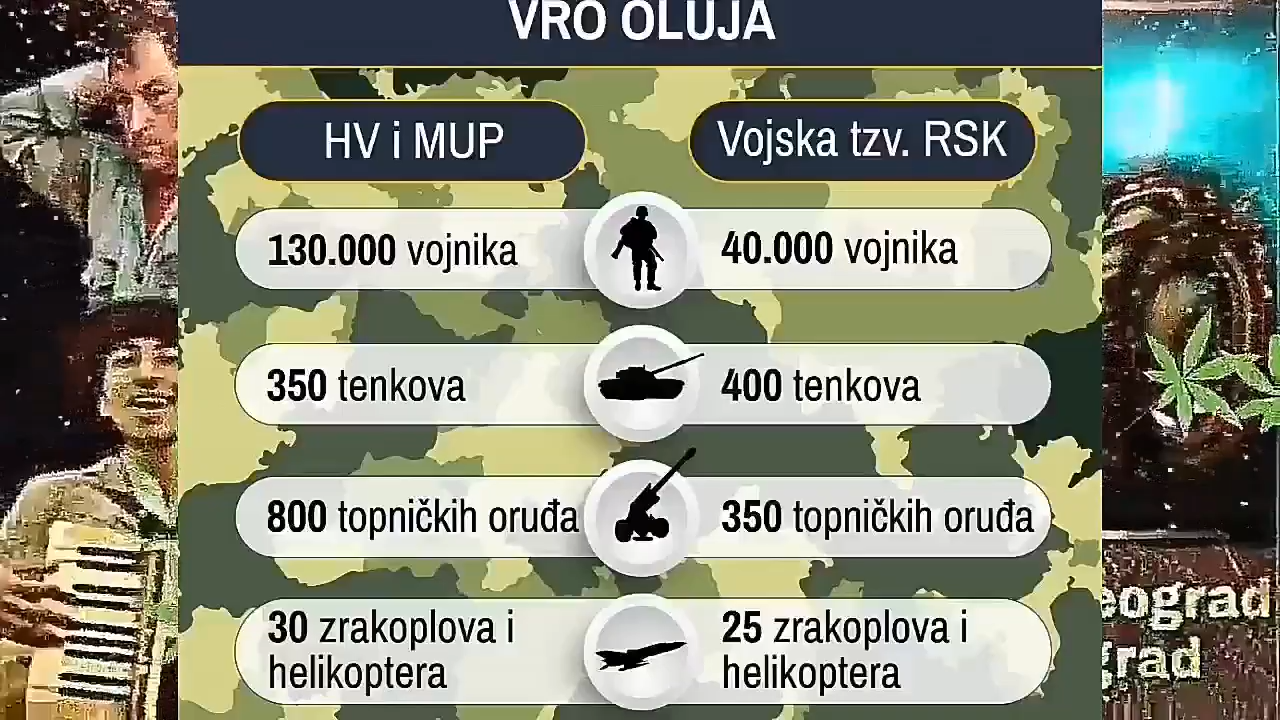 VRO OLUJA
HV i MUP
Vojska tzv. RSK
130.000 vojnika
40.000 vojnika
350 tenkova
400 tenkova
800 topničkih oruđa
350 topničkih oruđa
30 zrakoplova i
helikoptera
25 zrakoplova i
helikoptera
eograd
grad